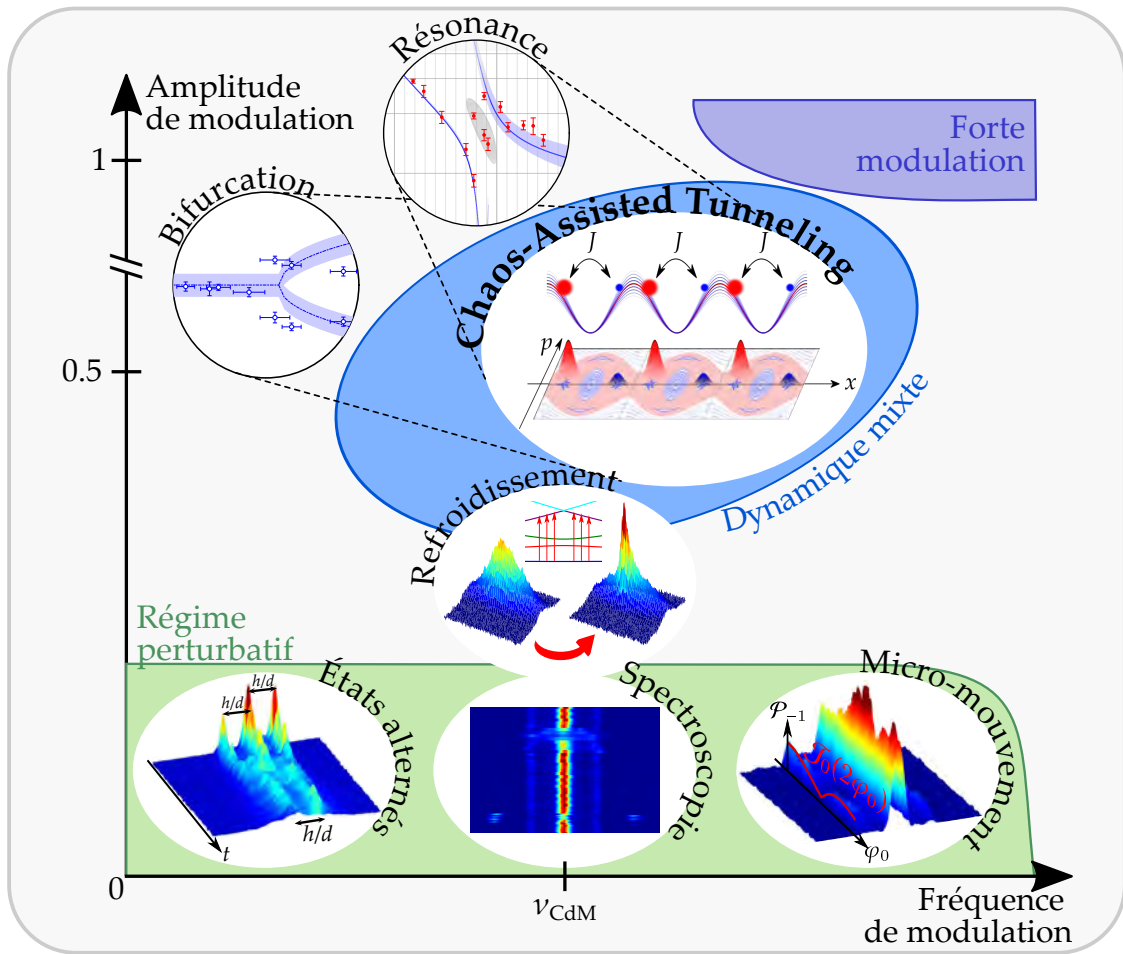 Résonance
Amplitude
de modulation
1
Forte
modulation
Bifurcation
Chaos-Assisted Tunneling
J
J
J
p
x
0.5
Dynamique mixte
Refroidissement
Régime
perturbatif
États alternés
h/d
h/d
h/d
t
Spectroscopie
Micro-mouvement
𝒫₋₁
J₀(2φ₀)
φ₀
0
ν_CdM
Fréquence
de modulation